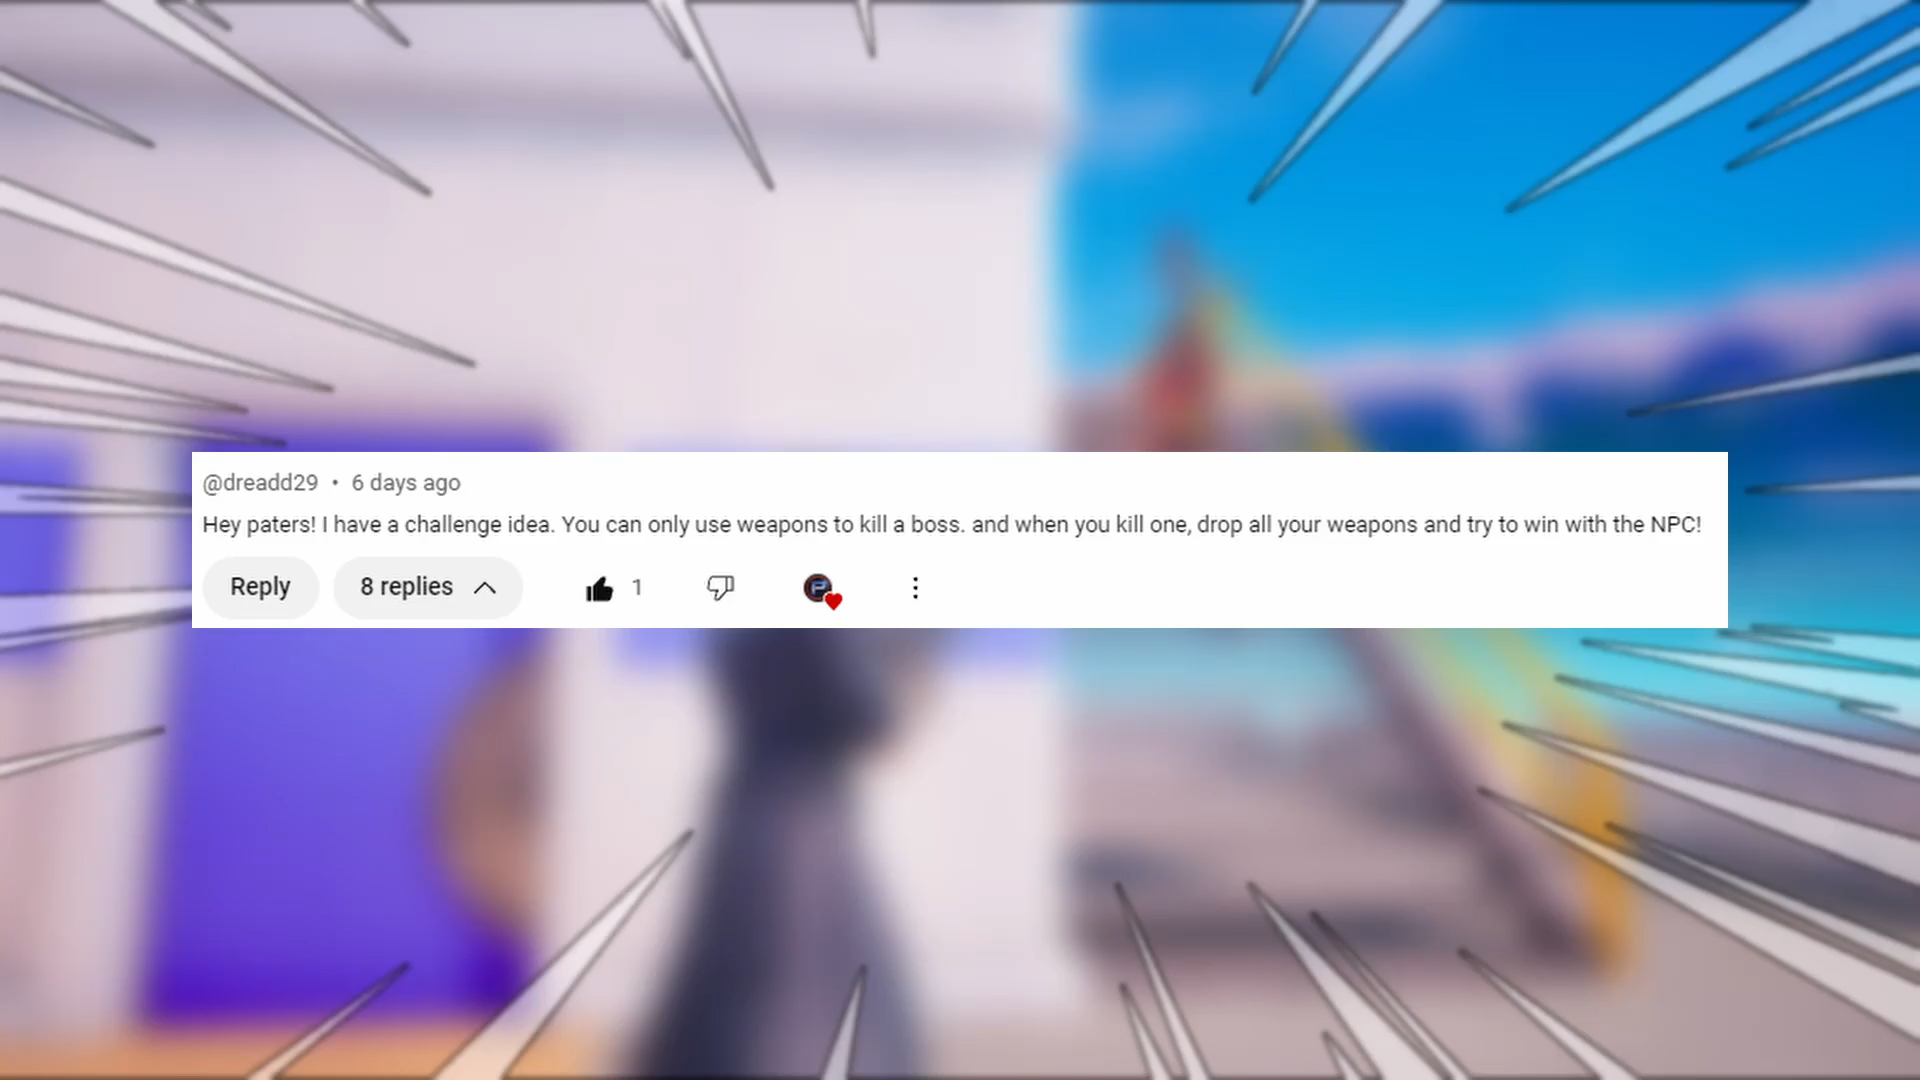 @dreadd29 • 6 days ago
Hey paters! I have a challenge idea. You can only use weapons to kill a boss. and when you kill one, drop all your weapons and try to win with the NPC!
Reply 8 replies 1